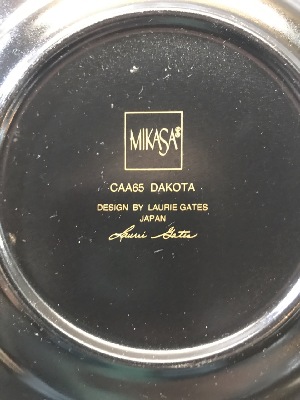 MIKASA®
CAA65 DAKOTA
DESIGN BY LAURIE GATES
JAPAN
Laurie Gates